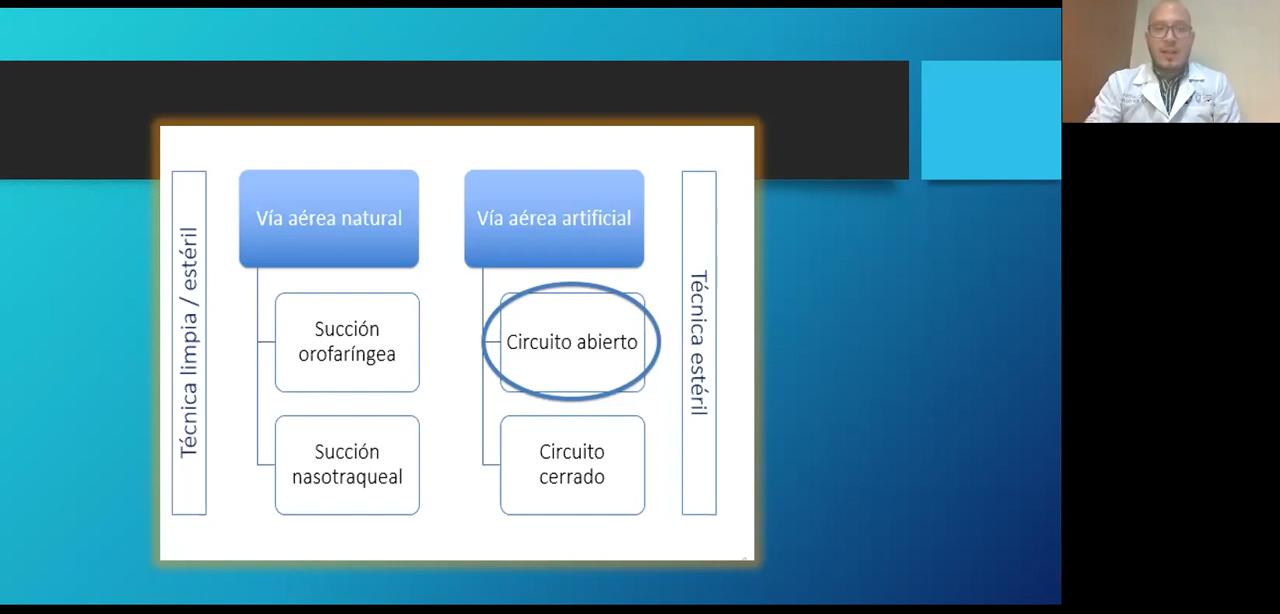 Técnica limpia / estéril
Vía aérea natural
Succión
orofaríngea
Succión
nasotraqueal
Vía aérea artificial
Circuito abierto
Circuito
cerrado
Técnica estéril